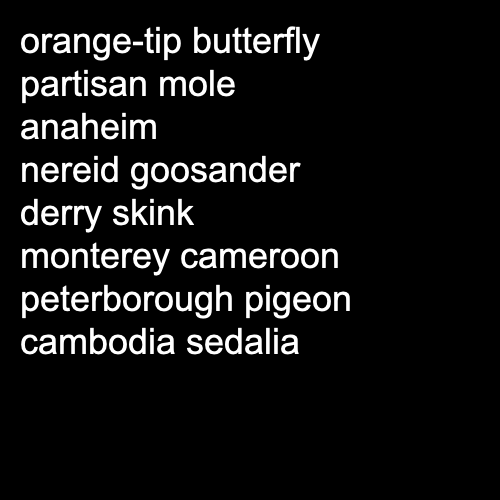 orange-tip butterfly
partisan mole
anaheim
nereid goosander
derry skink
monterey cameroon
peterborough pigeon
cambodia sedalia